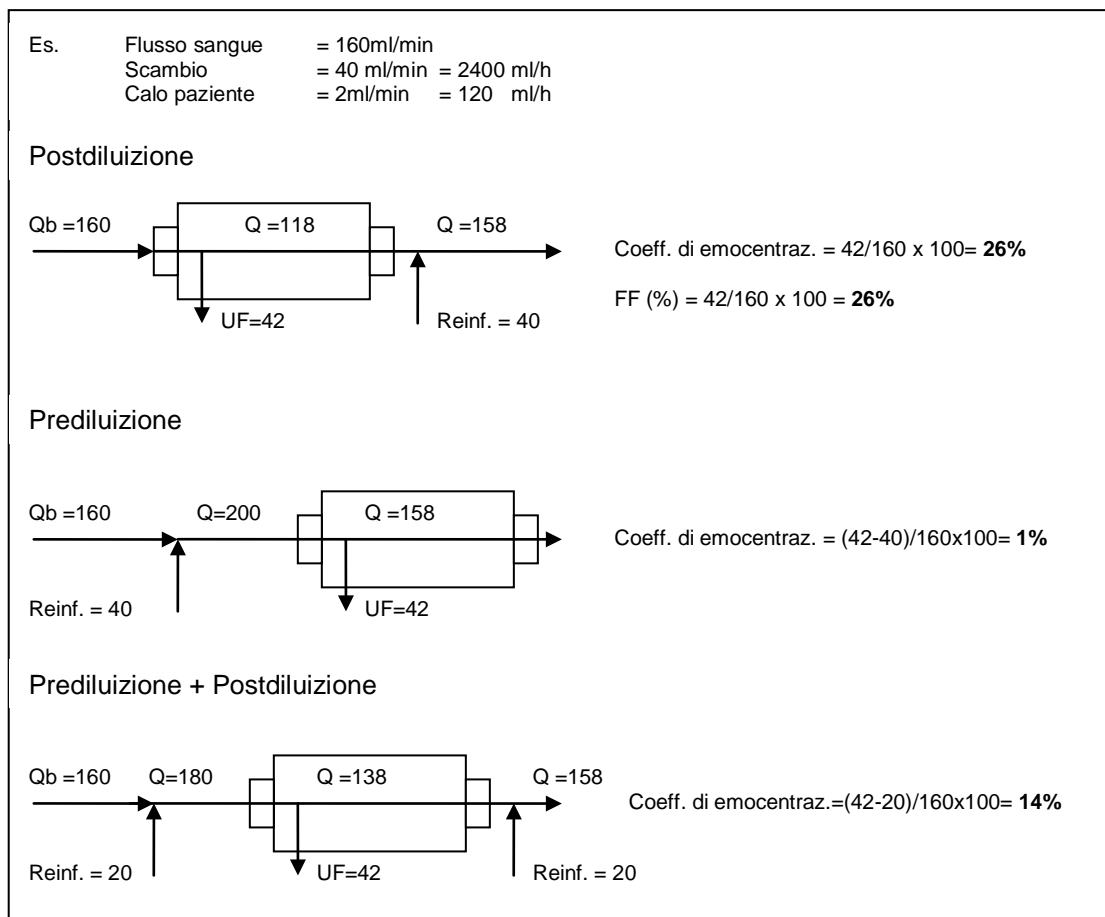 Es. Flusso sangue = 160ml/min
Scambio = 40 ml/min = 2400 ml/h
Calo paziente = 2ml/min = 120 ml/h
Postdiluizione
Qb =160 Q =118 Q =158
Coeff. di emocentraz. = 42/160 x 100= 26%
FF (%) = 42/160 x 100 = 26%
UF=42 Reinf. = 40
Prediluizione
Qb =160 Q=200 Q =158
Coeff. di emocentraz. = (42-40)/160x100= 1%
Reinf. = 40 UF=42
Prediluizione + Postdiluizione
Qb =160 Q=180 Q =138 Q =158
Coeff. di emocentraz.=(42-20)/160x100= 14%
Reinf. = 20 UF=42 Reinf. = 20